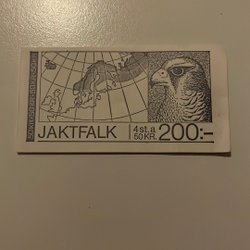 JAKTFALK
4 st. a
50 KR.
200:-